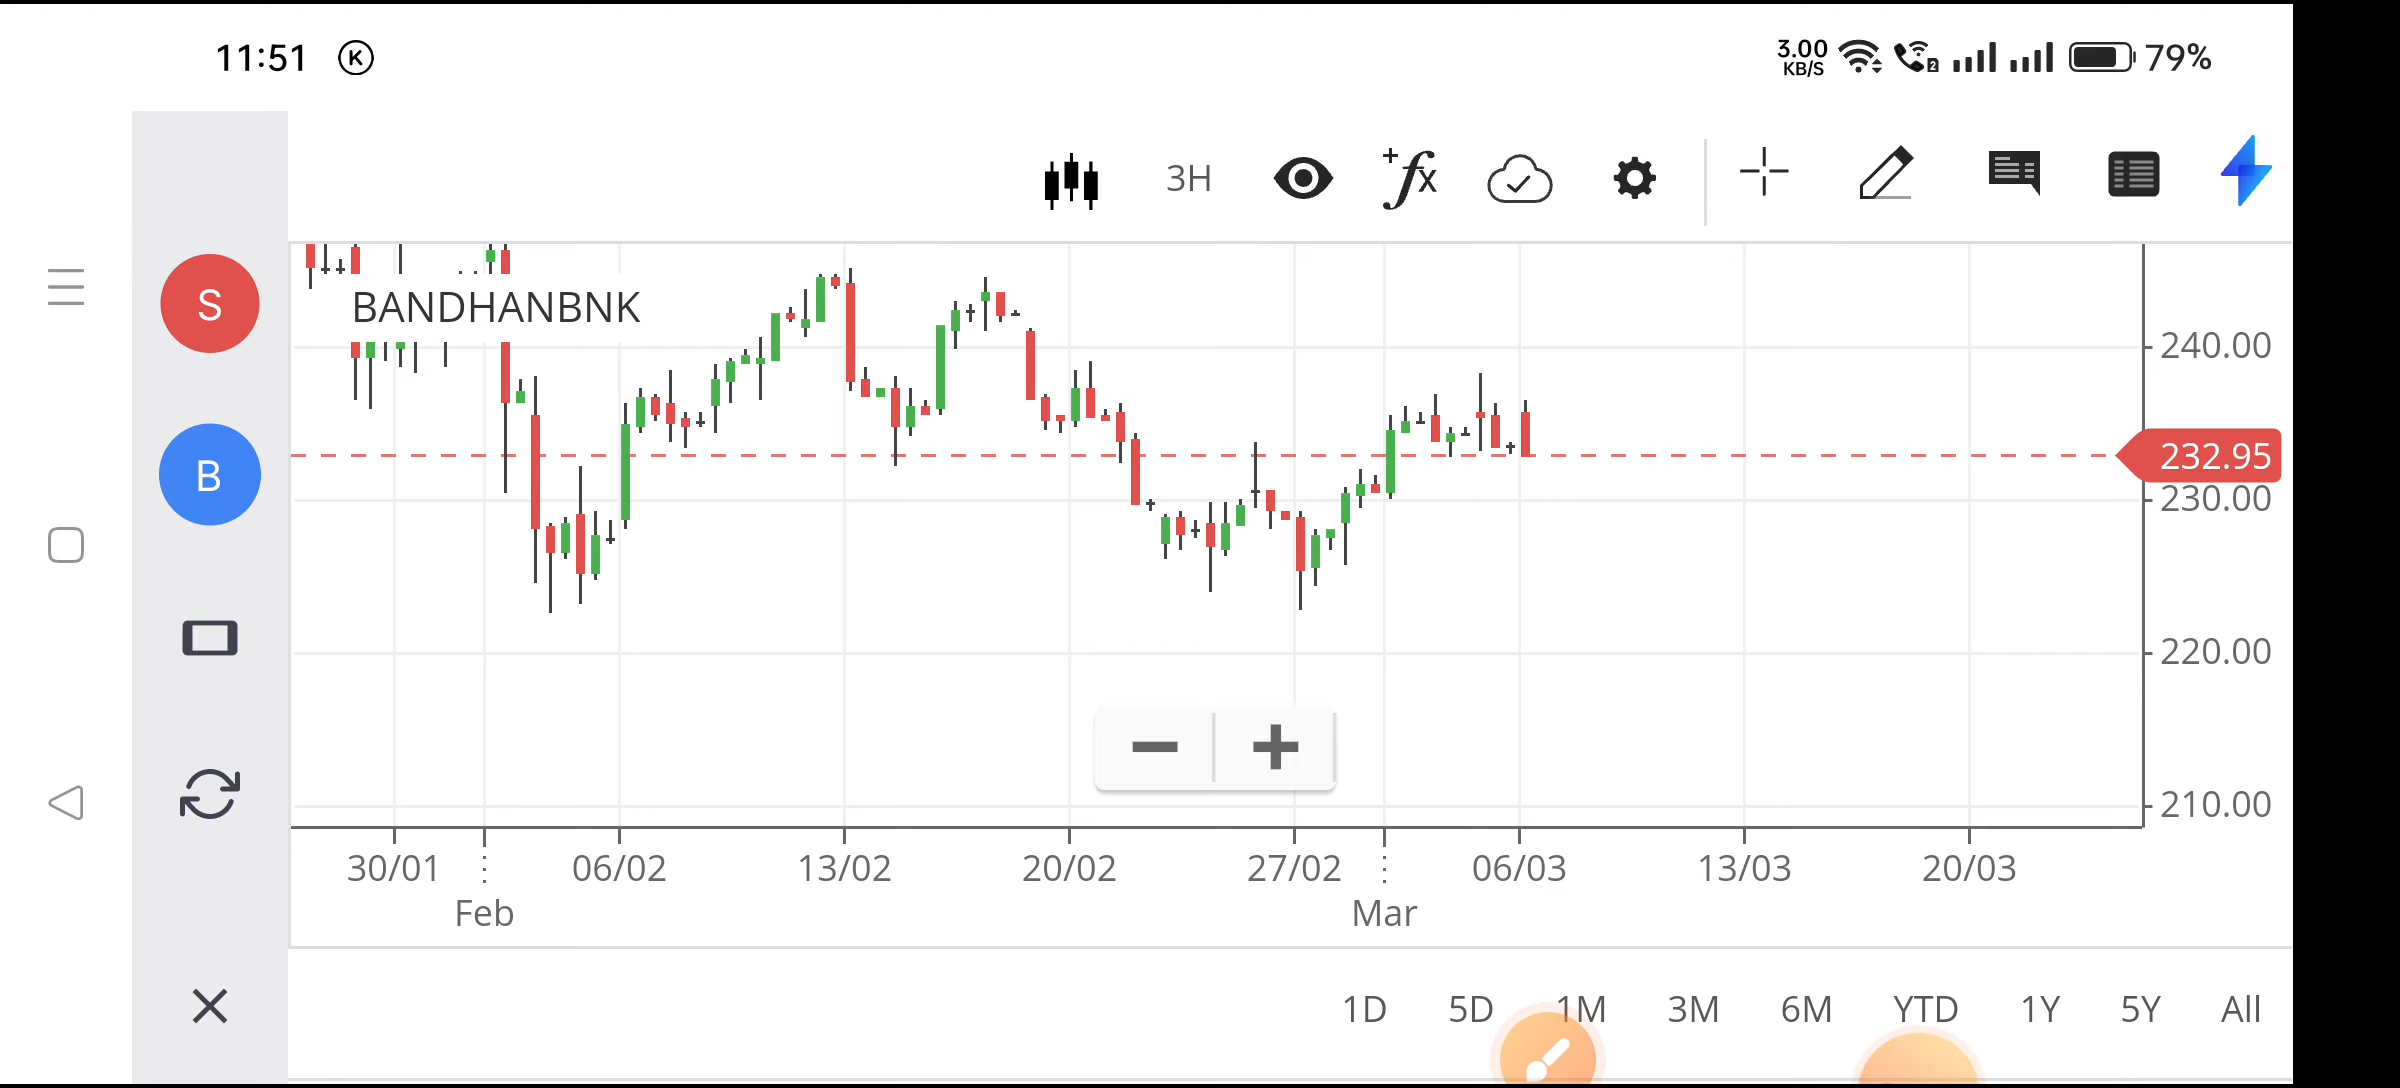 11:51 K
3.00 KB/S 2 79%
3H +fx
S
BANDHANBNK
240.00
B
232.95
230.00
220.00
210.00
30/01 06/02 13/02 20/02 27/02 06/03 13/03 20/03
Feb Mar
1D 5D 1M 3M 6M YTD 1Y 5Y All